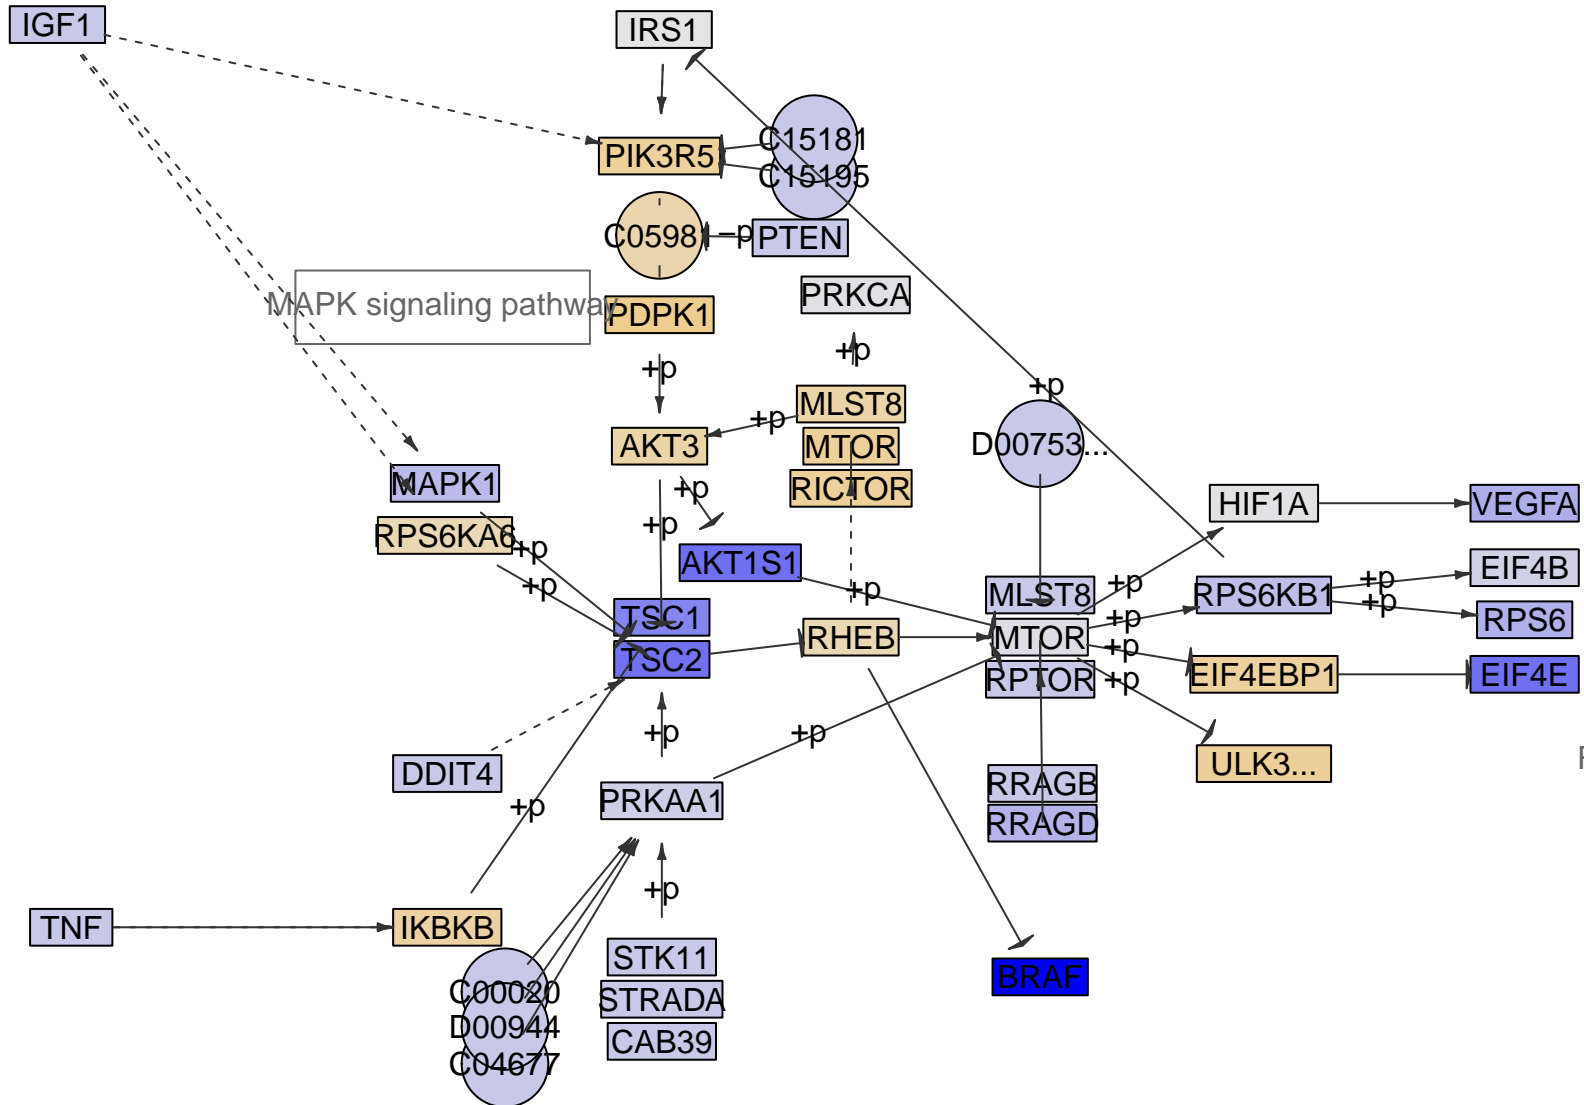 IGF1
IRS1
C15181
PIK3R5
C15195
C05981
-p
PTEN
PRKCA
MAPK signaling pathway
PDPK1
+p
+p
+p
MLST8
+p
AKT3
MTOR
D00753...
MAPK1
RICTOR
+p
HIF1A
VEGFA
RPS6KA6
+p
+p
AKT1S1
EIF4B
+p
+p
+p
+p
MLST8
RPS6KB1
+p
TSC1
+p
RPS6
RHEB
MTOR
+p
TSC2
RPTOR
+p
EIF4EBP1
EIF4E
+p
+p
ULK3...
DDIT4
RRAGB
PRKAA1
+p
RRAGD
+p
TNF
IKBKB
STK11
BRAF
C00020
STRADA
D00944
CAB39
C04677